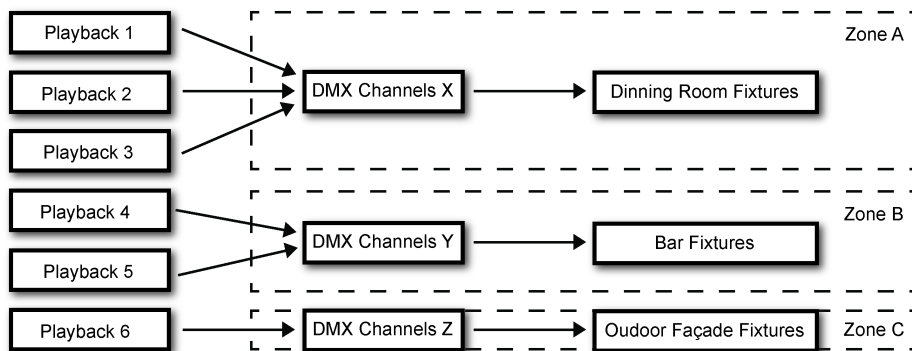 Playback 1
Playback 2
Playback 3
Playback 4
Playback 5
Playback 6
Zone A
DMX Channels X
Dinning Room Fixtures
Zone B
DMX Channels Y
Bar Fixtures
DMX Channels Z
Oudoor Façade Fixtures
Zone C